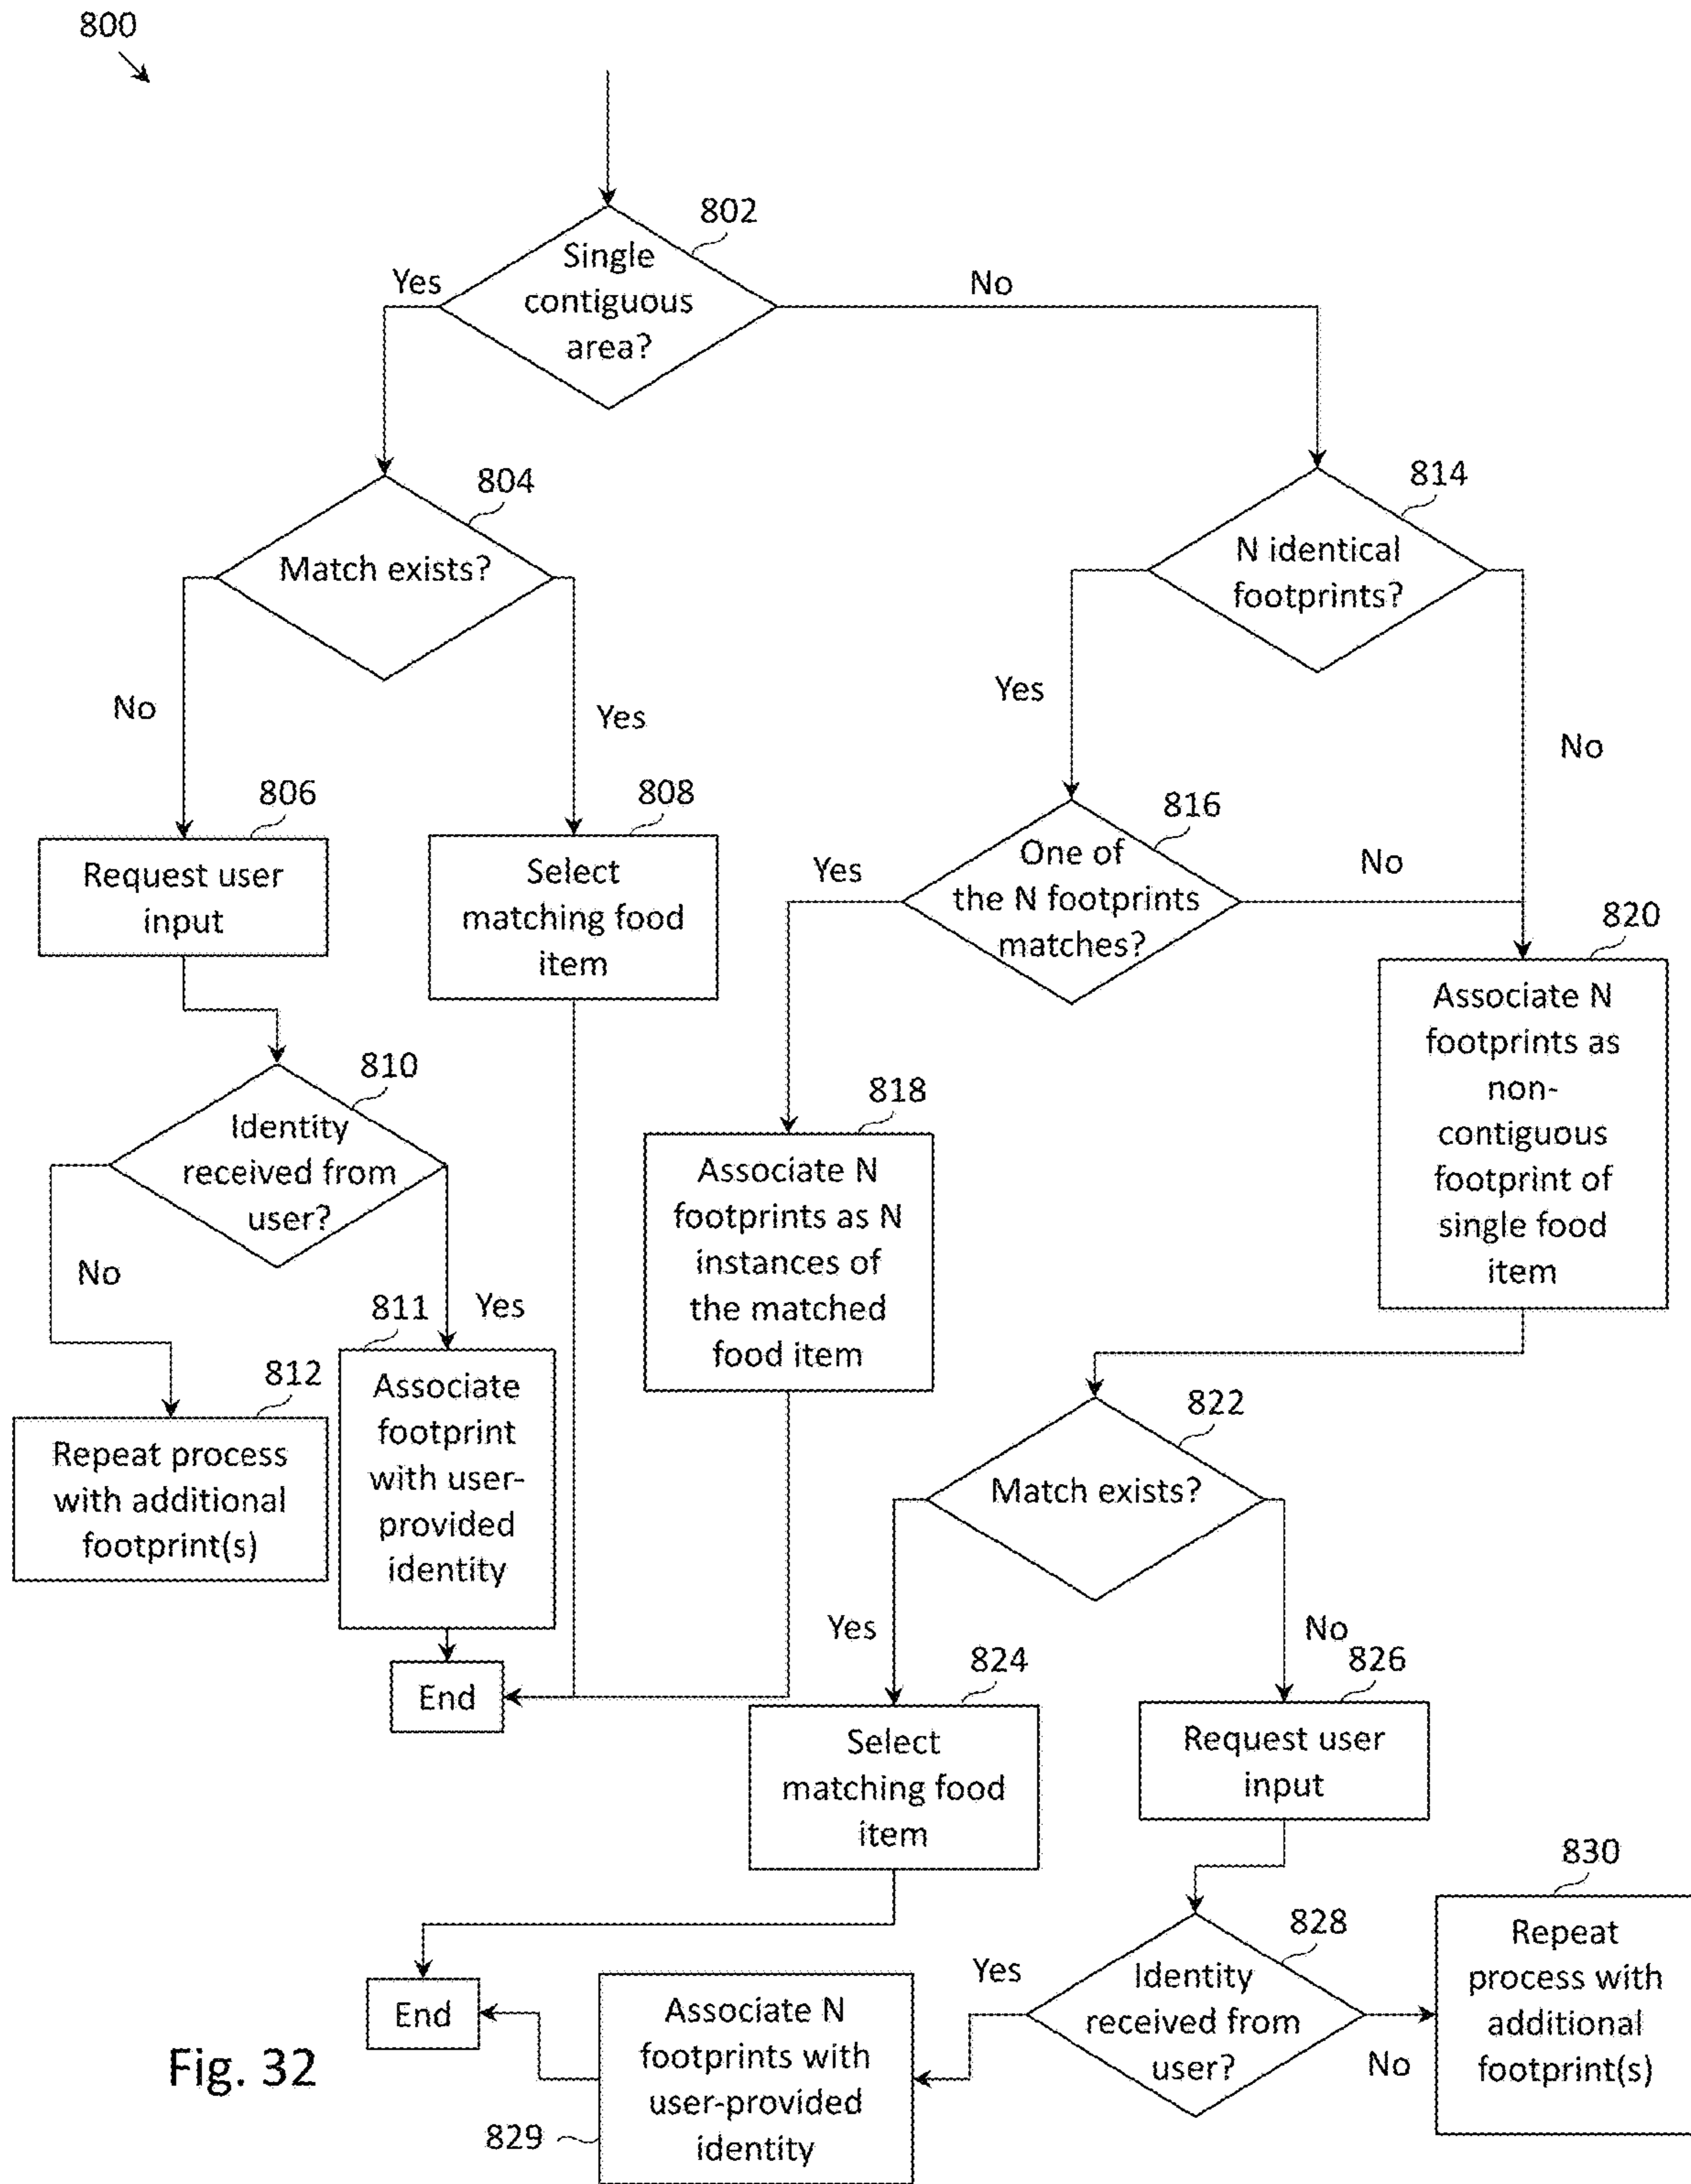 800
802
Single
contiguous
area?
Yes
No
804
Match exists?
814
N identical
footprints?
No
Yes
Yes
No
806
Request user
input
808
Select
matching food
item
816
One of
the N footprints
matches?
Yes
No
820
Associate N
footprints as
non-
contiguous
footprint of
single food
item
810
Identity
received from
user?
No
Yes
818
Associate N
footprints as N
instances of
the matched
food item
811
Associate
footprint
with user-
provided
identity
812
Repeat process
with additional
footprint(s)
822
Match exists?
Yes
No
End
824
Select
matching food
item
826
Request user
input
828
Identity
received from
user?
Yes
No
830
Repeat
process with
additional
footprint(s)
End
829
Associate N
footprints with
user-provided
identity
Fig. 32